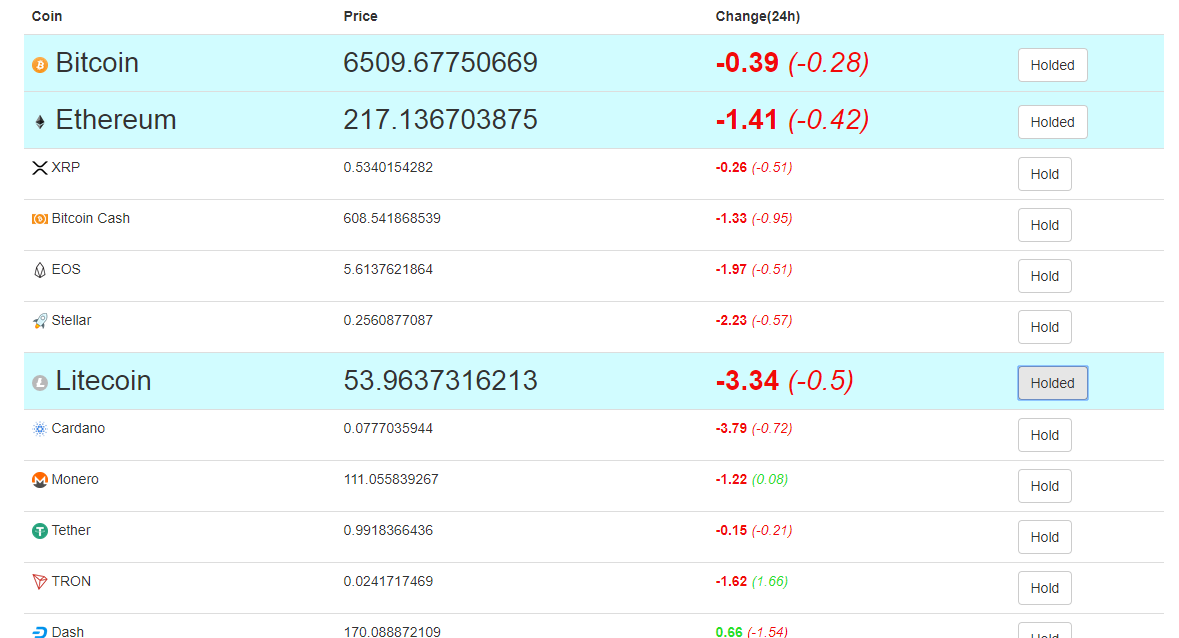 Coin Price Change(24h)
Bitcoin 6509.67750669 -0.39 (-0.28) Holded
Ethereum 217.136703875 -1.41 (-0.42) Holded
XRP 0.5340154282 -0.26 (-0.51) Hold
Bitcoin Cash 608.541868539 -1.33 (-0.95) Hold
EOS 5.6137621864 -1.97 (-0.51) Hold
Stellar 0.2560877087 -2.23 (-0.57) Hold
Litecoin 53.9637316213 -3.34 (-0.5) Holded
Cardano 0.0777035944 -3.79 (-0.72) Hold
Monero 111.055839267 -1.22 (0.08) Hold
Tether 0.9918366436 -0.15 (-0.21) Hold
TRON 0.0241717469 -1.62 (1.66) Hold
Dash 170.088872109 0.66 (-1.54) Hold